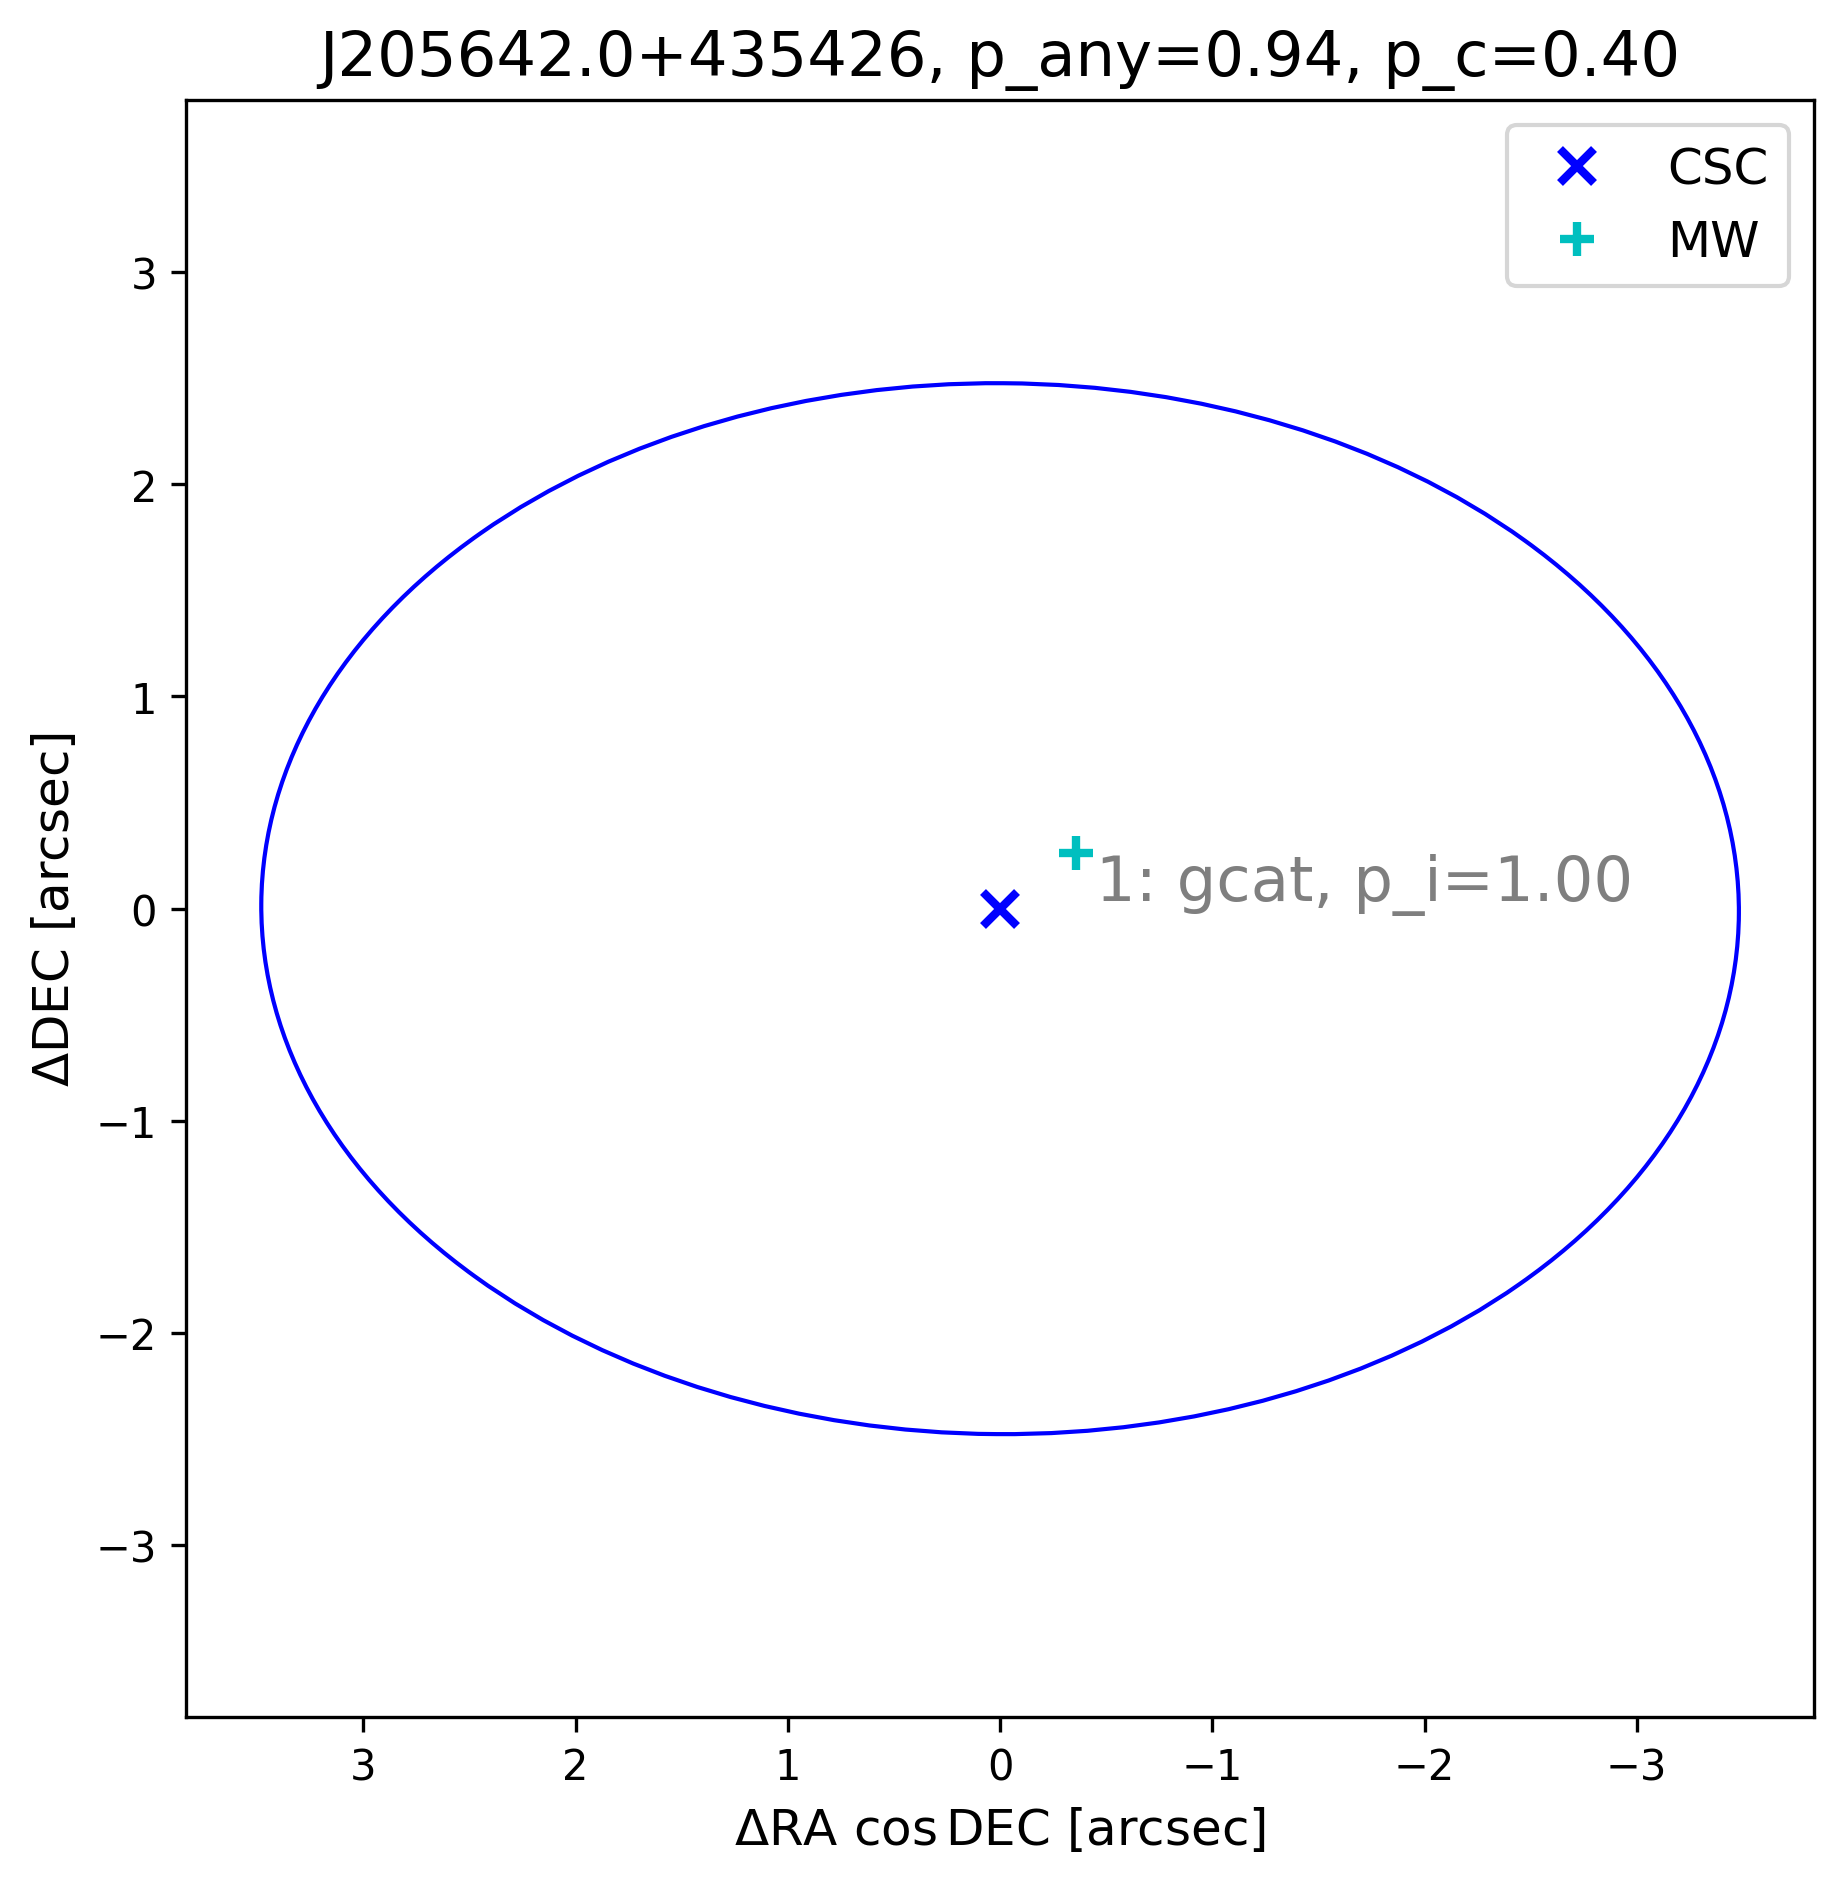 J205642.0+435426, p_any=0.94, p_c=0.40
CSC
MW
3
2
1
0
−1
−2
−3
ΔDEC [arcsec]
1: gcat, p_i=1.00
3
2
1
0
−1
−2
−3
ΔRA cos DEC [arcsec]